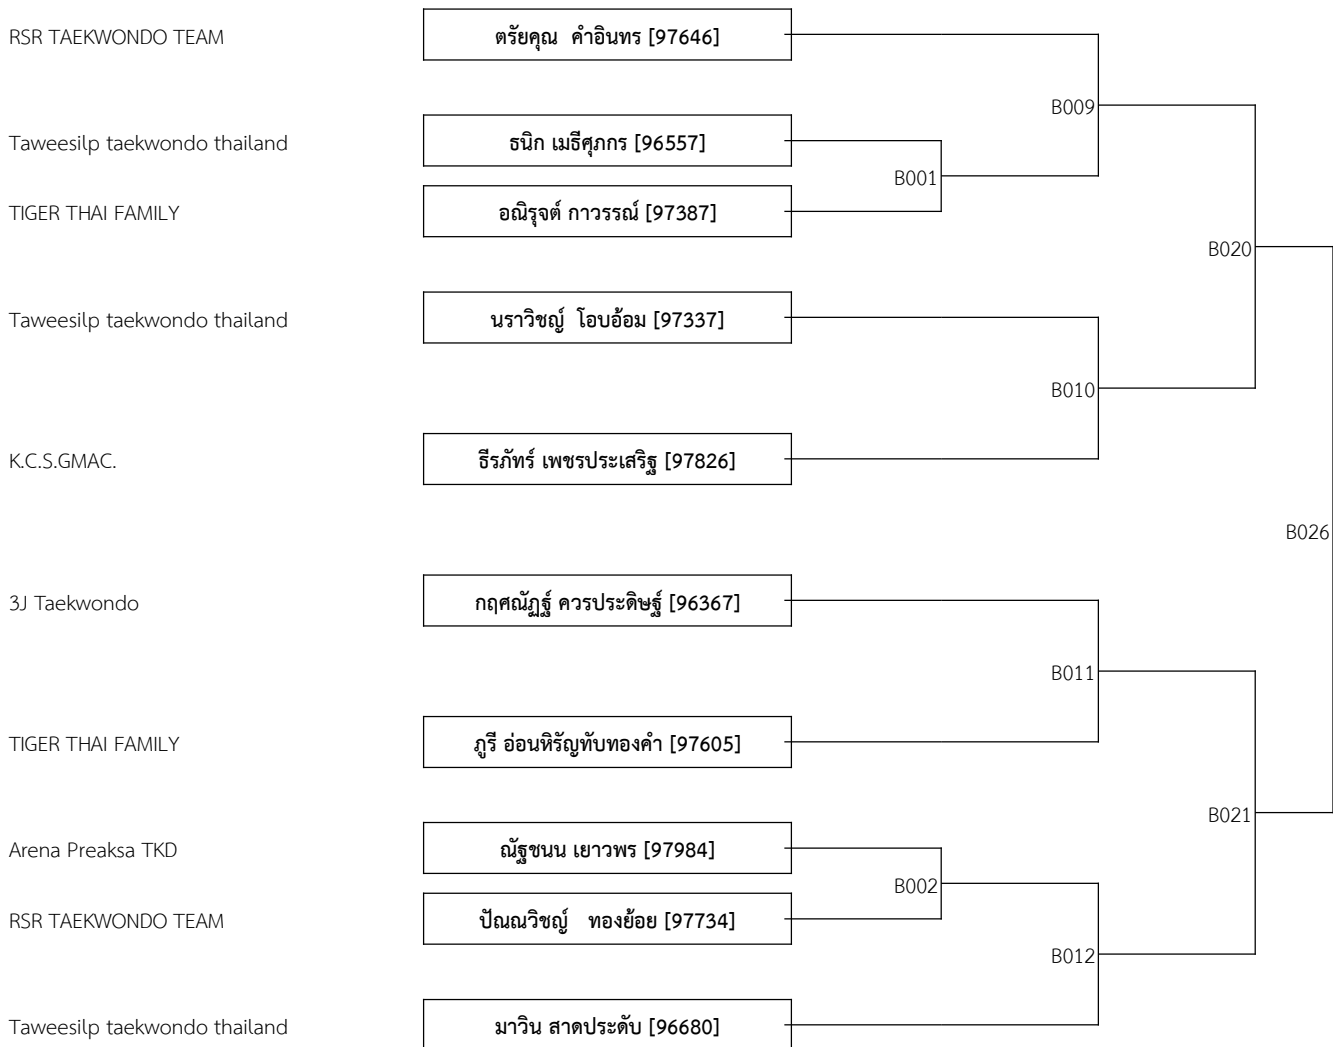 RSR TAEKWONDO TEAM ตรัยคุณ  คำอินทร [97646]
B009
Taweesilp taekwondo thailand ธนิก เมธีศุภกร [96557]
B001
TIGER THAI FAMILY อณิรุจต์ กาวรรณ์ [97387]
B020
Taweesilp taekwondo thailand นราวิชญ์  โอบอ้อม [97337]
B010
K.C.S.GMAC. ธีรภัทร์ เพชรประเสริฐ [97826]
B026
3J Taekwondo กฤศณัฏฐ์ ควรประดิษฐ์ [96367]
B011
TIGER THAI FAMILY ภูรี อ่อนหิรัญทับทองคำ [97605]
B021
Arena Preaksa TKD ณัฐชนน เยาวพร [97984]
B002
RSR TAEKWONDO TEAM ปัณณวิชญ์   ทองย้อย [97734]
B012
Taweesilp taekwondo thailand มาวิน สาดประดับ [96680]